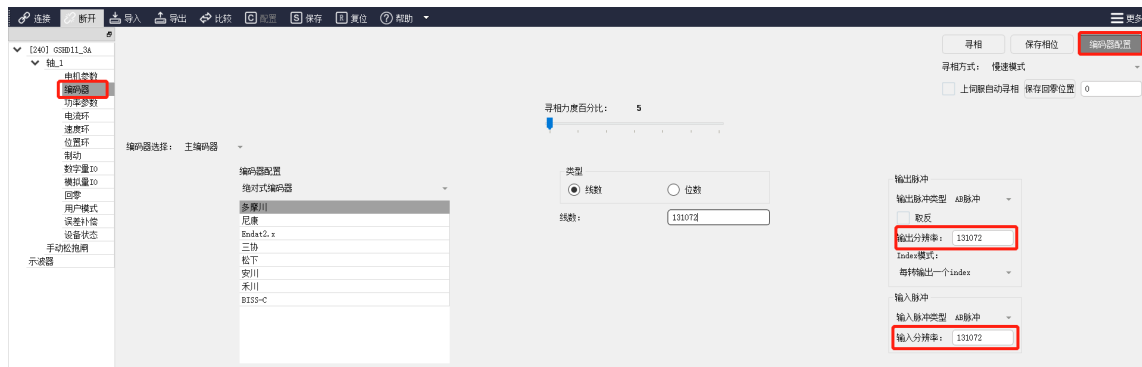 连接 断开 导入 导出 比较 C 配置 S 保存 R 复位 ? 帮助 更多
[240] GSHD11_3A
轴_1
电机参数
编码器
功率参数
电流环
速度环
位置环
制动
数字量IO
模拟量IO
回零
用户模式
误差补偿
设备状态
手动松抱闸
示波器
寻相 保存相位 编码器配置
寻相方式: 慢速模式
上伺服自动寻相 保存回零位置 0
寻相力度百分比: 5
编码器选择: 主编码器
编码器配置
绝对式编码器
多摩川
尼康
Endat2.x
三协
松下
安川
禾川
BISS-C
类型
线数 位数
线数: 131072
输出脉冲
输出脉冲类型 AB脉冲
取反
输出分辨率: 131072
Index模式:
每转输出一个index
输入脉冲
输入脉冲类型 AB脉冲
输入分辨率: 131072